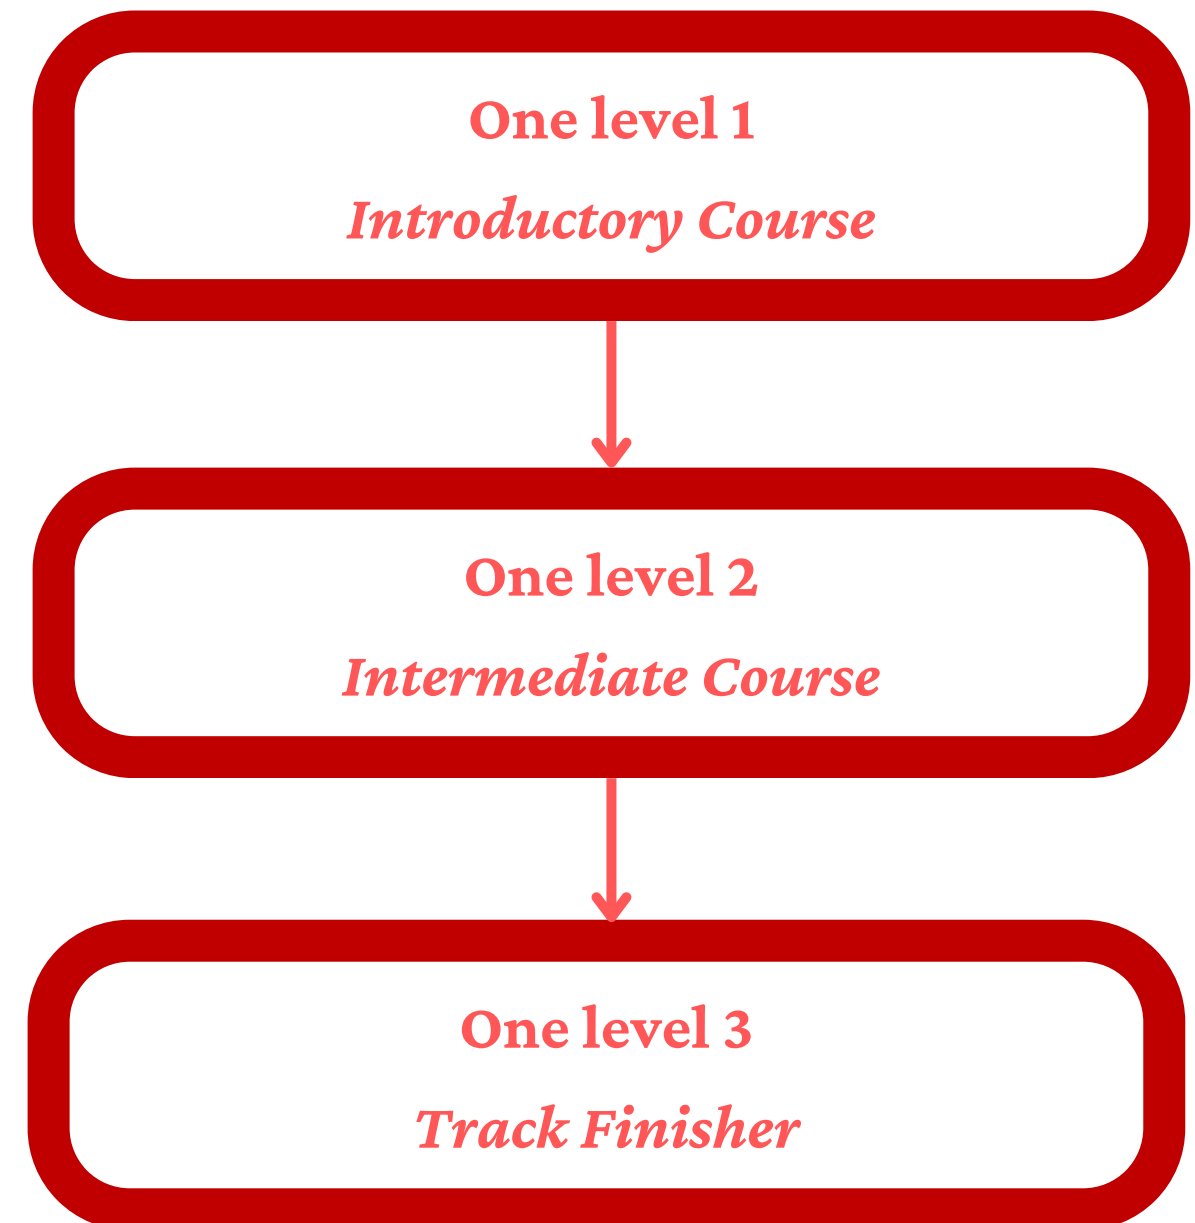 One level 1
Introductory Course
One level 2
Intermediate Course
One level 3
Track Finisher